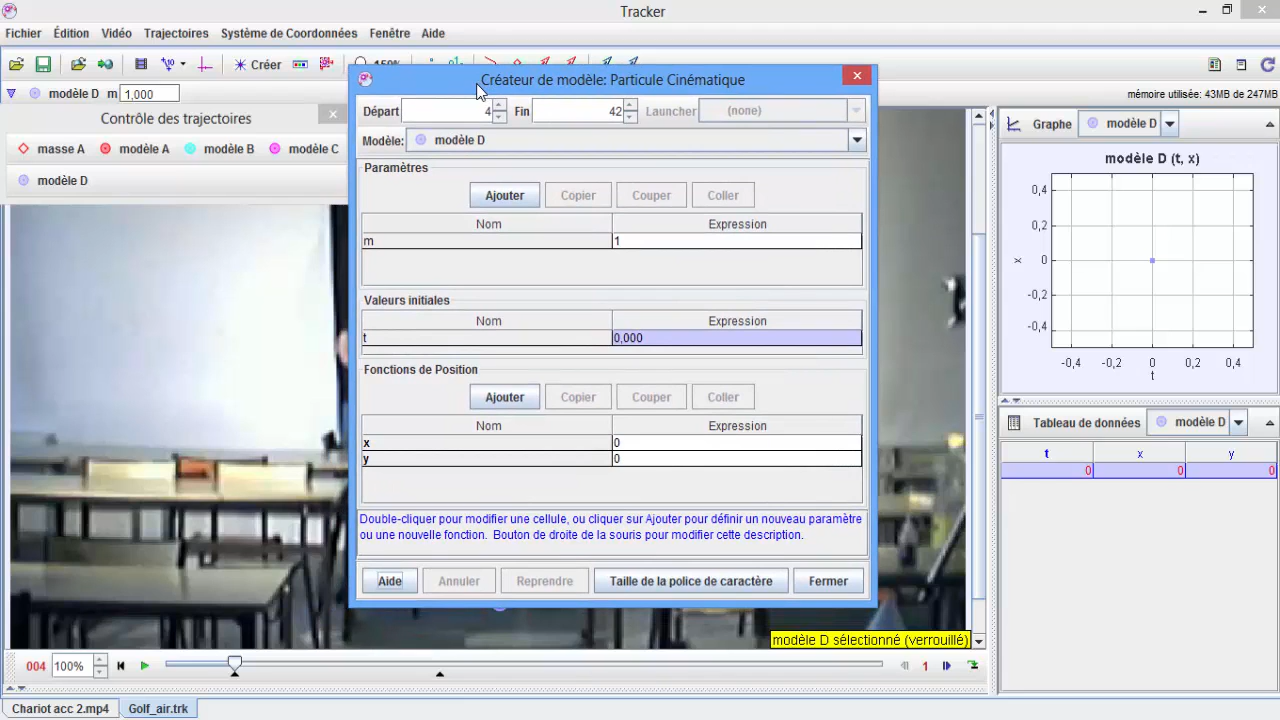 Tracker
Fichier Édition Vidéo Trajectoires Système de Coordonnées Fenêtre Aide
Créer
modèle D m 1,000
mémoire utilisée: 43MB de 247MB
Contrôle des trajectoires
masse A modèle A modèle B modèle C
modèle D
Créateur de modèle: Particule Cinématique
Départ 4 Fin 42 Launcher (none)
Modèle: modèle D
Paramètres
Ajouter Copier Couper Coller
Nom Expression
m 1
Valeurs initiales
Nom Expression
t 0,000
Fonctions de Position
Ajouter Copier Couper Coller
Nom Expression
x 0
y 0
Double-cliquer pour modifier une cellule, ou cliquer sur Ajouter pour définir un nouveau paramètre
ou une nouvelle fonction. Bouton de droite de la souris pour modifier cette description.
Aide Annuler Reprendre Taille de la police de caractère Fermer
Graphe modèle D
modèle D (t, x)
0,4
0,2
x 0
-0,2
-0,4
-0,4 -0,2 0 0,2 0,4
t
Tableau de données modèle D
t x y
0 0 0
modèle D sélectionné (verrouillé)
004 100% 1
Chariot acc 2.mp4 Golf_air.trk